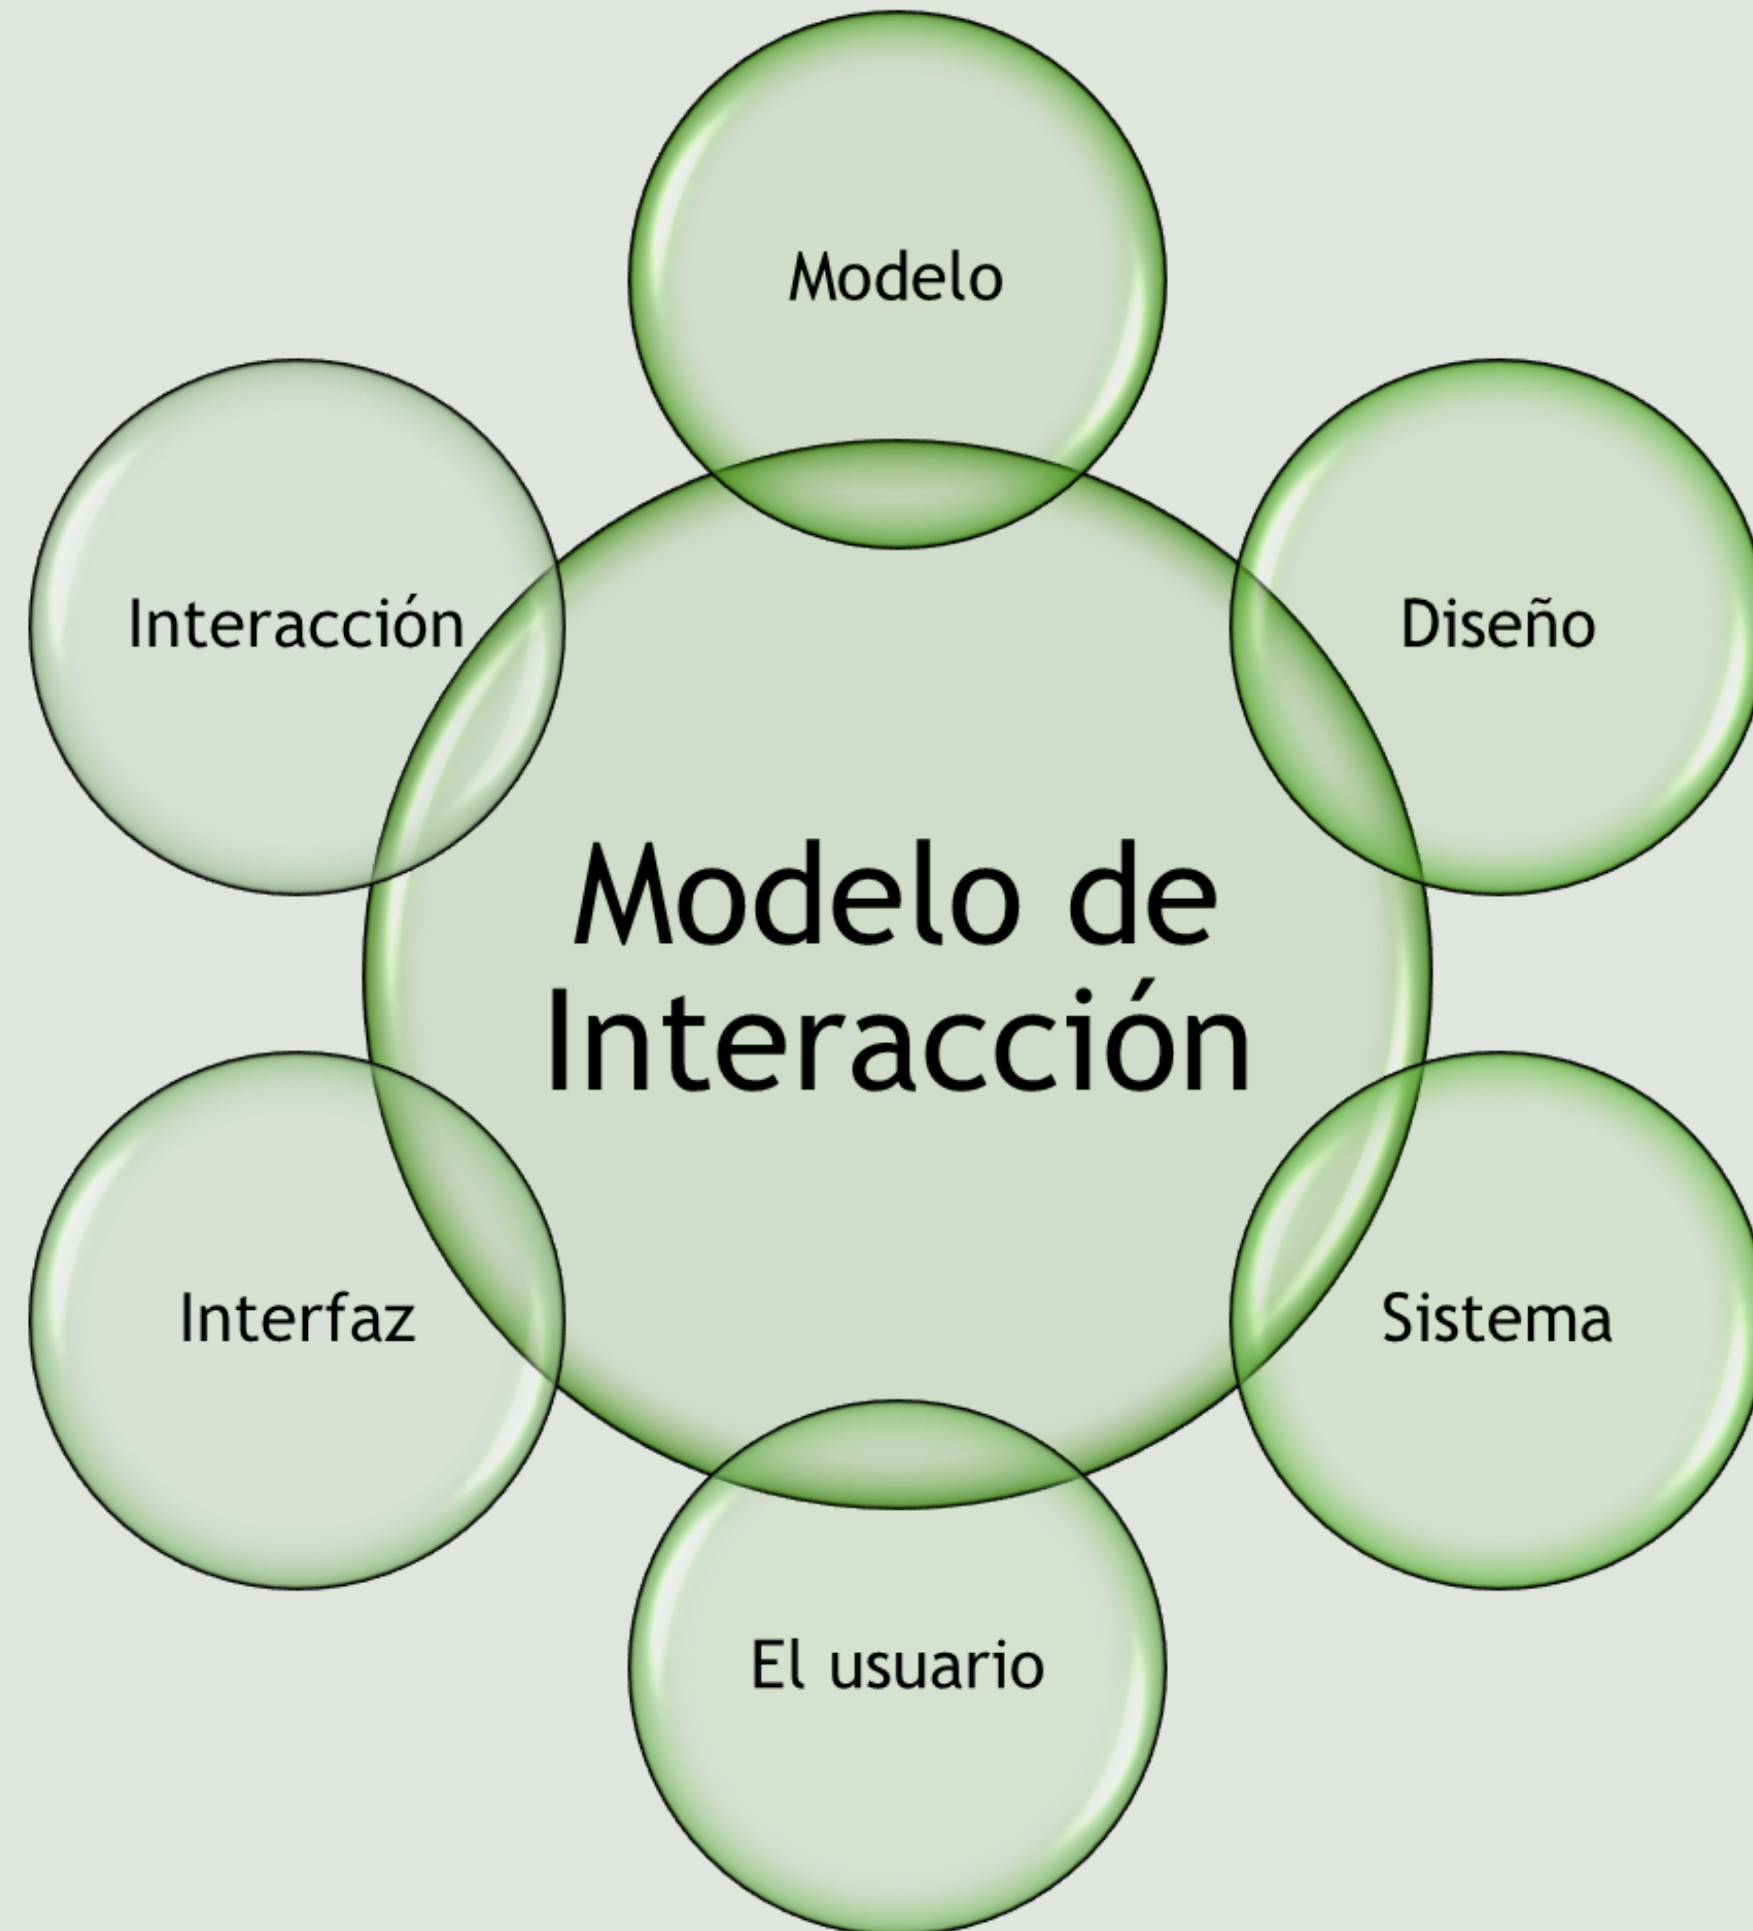 Modelo
Interacción
Diseño
Modelo de
Interacción
Interfaz
Sistema
El usuario